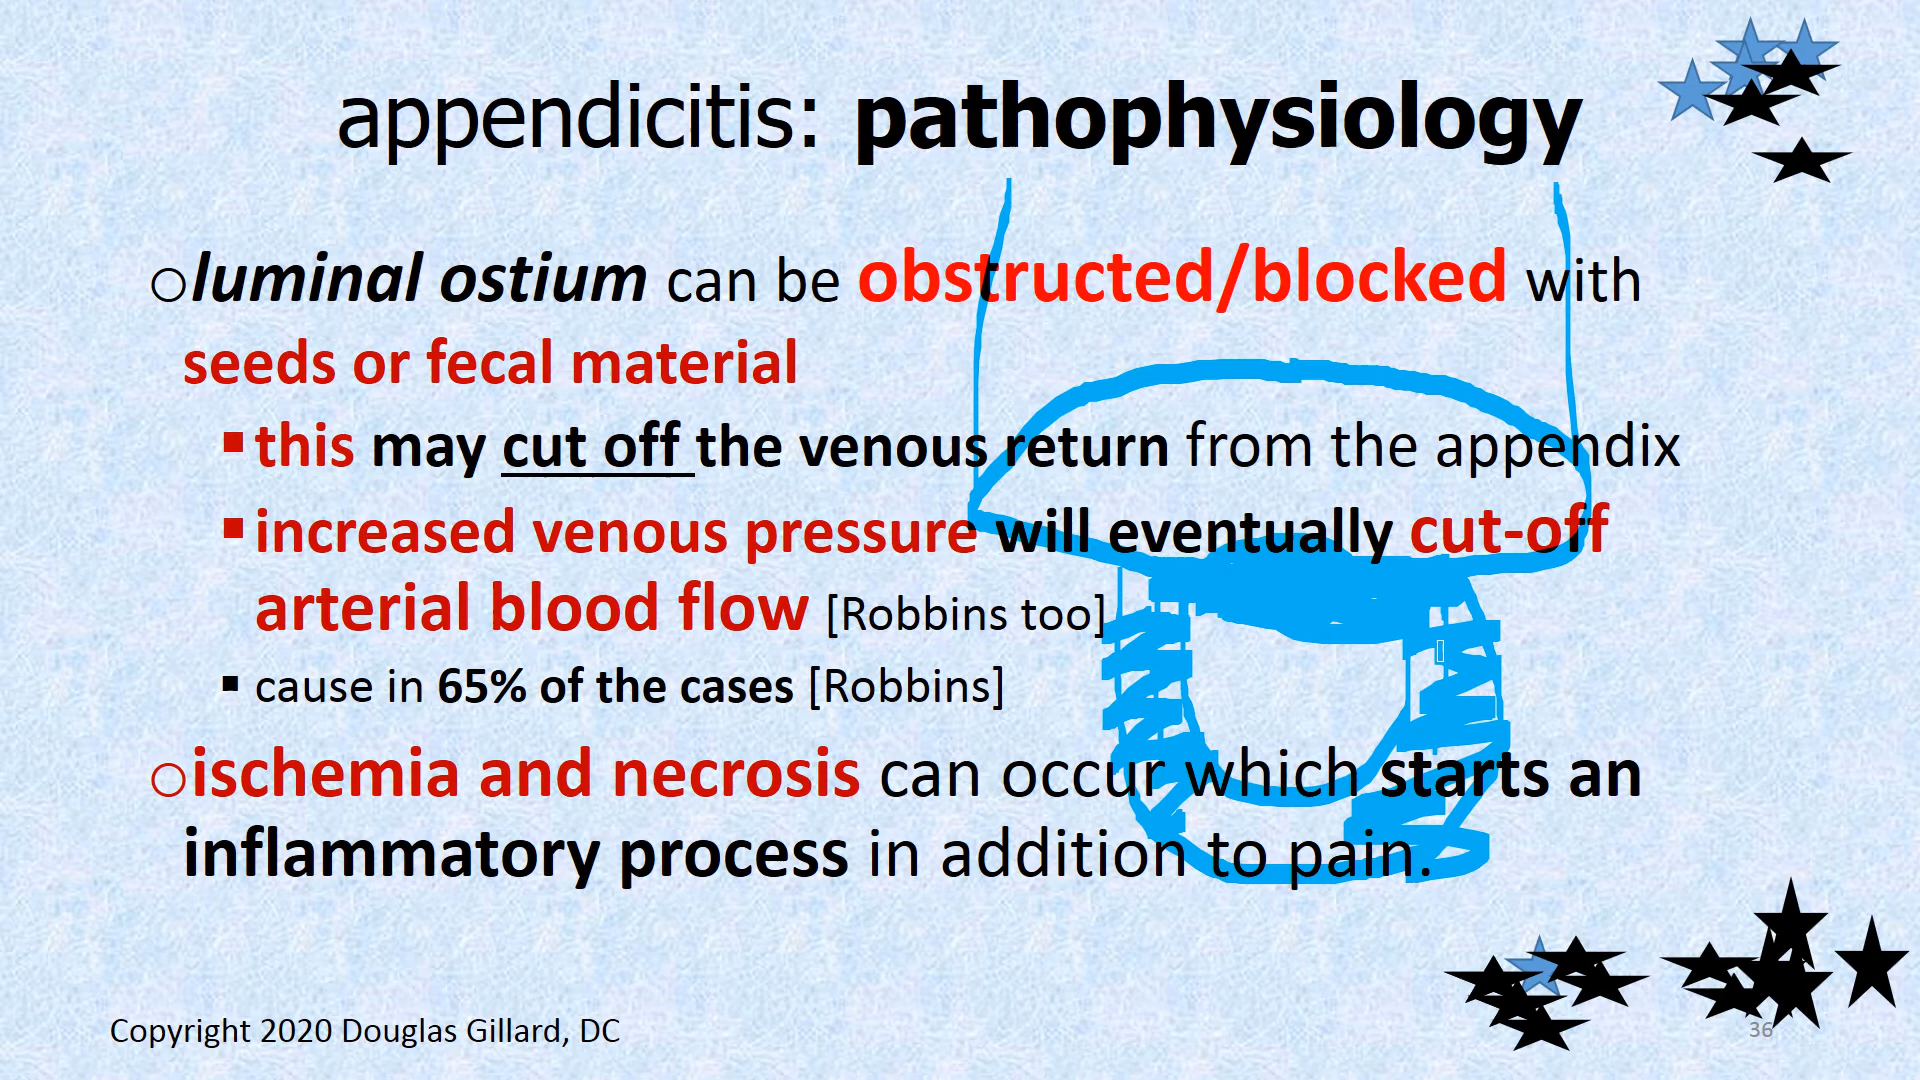 appendicitis: pathophysiology
luminal ostium can be obstructed/blocked with
seeds or fecal material
this may cut off the venous return from the appendix
increased venous pressure will eventually cut-off
arterial blood flow [Robbins too]
cause in 65% of the cases [Robbins]
ischemia and necrosis can occur which starts an
inflammatory process in addition to pain.
Copyright 2020 Douglas Gillard, DC
36